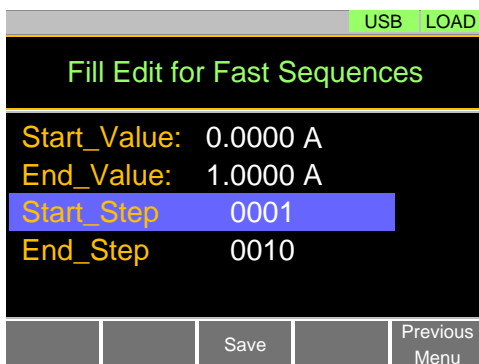 USB LOAD
Fill Edit for Fast Sequences
Start_Value: 0.0000 A
End_Value: 1.0000 A
Start_Step 0001
End_Step 0010
Save
Previous
Menu